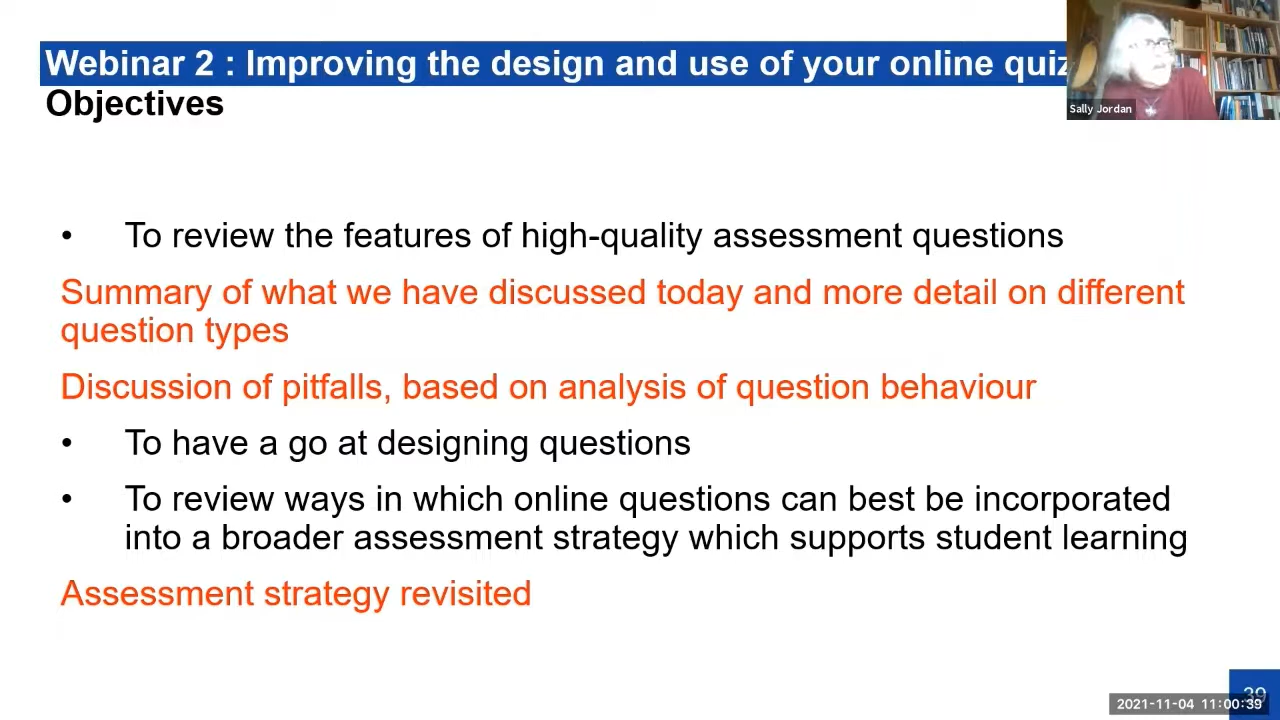 Webinar 2 : Improving the design and use of your online quiz
Objectives
Sally Jordan
• To review the features of high-quality assessment questions
Summary of what we have discussed today and more detail on different
question types
Discussion of pitfalls, based on analysis of question behaviour
• To have a go at designing questions
• To review ways in which online questions can best be incorporated
into a broader assessment strategy which supports student learning
Assessment strategy revisited
39
2021-11-04 11:00:39